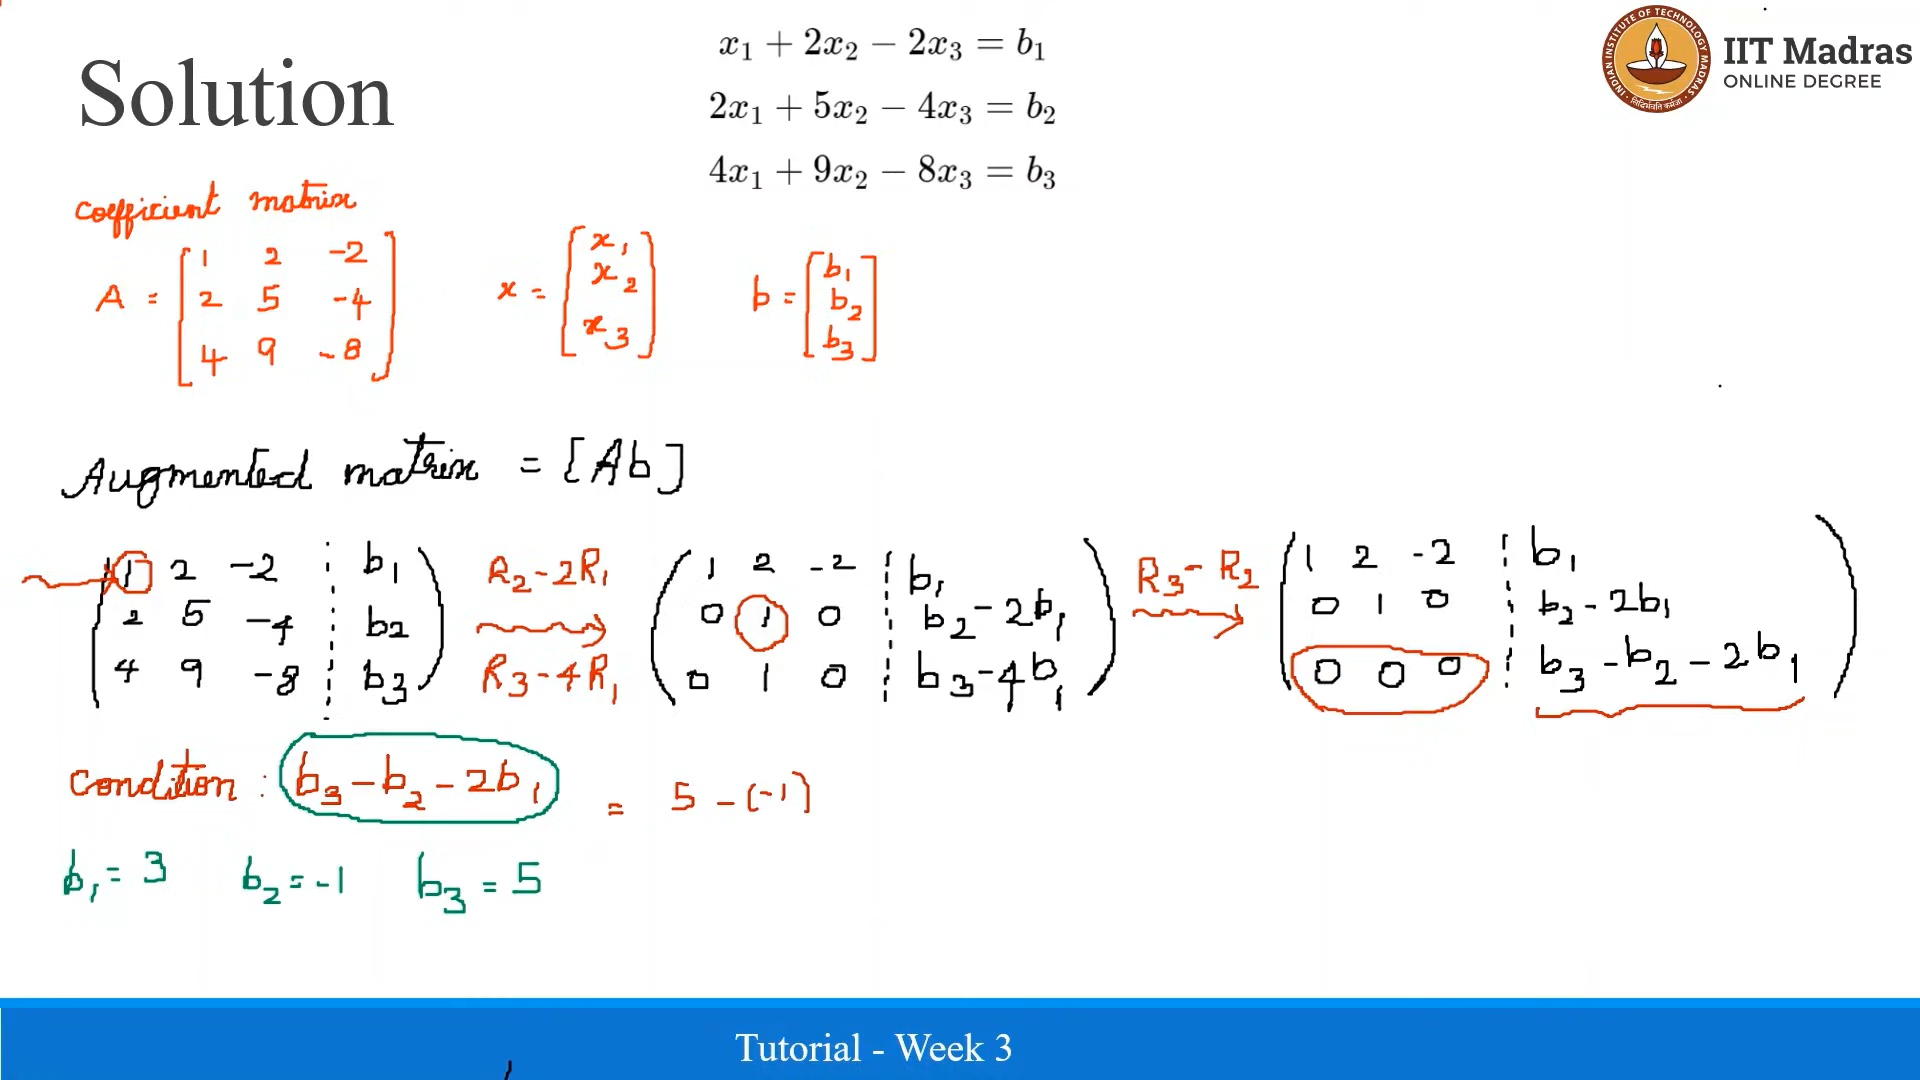 Solution
x₁ + 2x₂ − 2x₃ = b₁
2x₁ + 5x₂ − 4x₃ = b₂
4x₁ + 9x₂ − 8x₃ = b₃
INDIAN INSTITUTE OF TECHNOLOGY MADRAS
IIT Madras
ONLINE DEGREE
coefficient matrix
A = [1 2 -2
2 5 -4
4 9 -8]
x = [x₁
x₂
x₃]
b = [b₁
b₂
b₃]
Augmented matrix = [Ab]
(1 2 -2 ⋮ b₁
2 5 -4 ⋮ b₂
4 9 -8 ⋮ b₃)
R₂-2R₁
R₃-4R₁
(1 2 -2 ⋮ b₁
0 1 0 ⋮ b₂-2b₁
0 1 0 ⋮ b₃-4b₁)
R₃-R₂
(1 2 -2 ⋮ b₁
0 1 0 ⋮ b₂-2b₁
0 0 0 ⋮ b₃-b₂-2b₁)
Condition : b₃-b₂-2b₁ = 5-(-1)
b₁=3 b₂=-1 b₃=5
Tutorial - Week 3